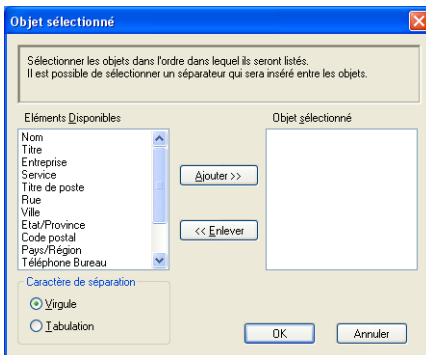 Objet sélectionné
Sélectionner les objets dans l'ordre dans lequel ils seront listés.
Il est possible de sélectionner un séparateur qui sera inséré entre les objets.
Eléments Disponibles
Objet sélectionné
Nom
Titre
Entreprise
Service
Titre de poste
Rue
Ville
Etat/Province
Code postal
Pays/Région
Téléphone Bureau
Ajouter >>
<< Enlever
Caractère de séparation
Virgule
Tabulation
OK
Annuler